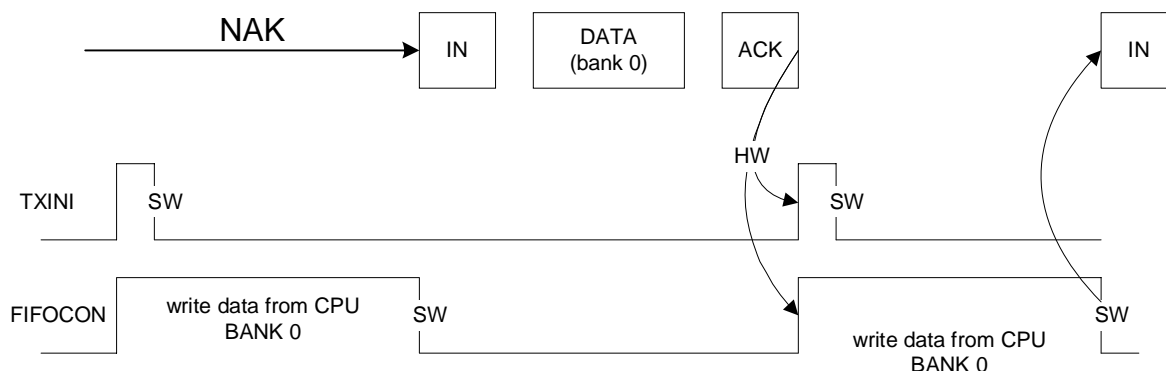 NAK
IN
DATA
(bank 0)
ACK
IN
HW
TXINI
SW
SW
FIFOCON
write data from CPU
BANK 0
SW
write data from CPU
BANK 0
SW